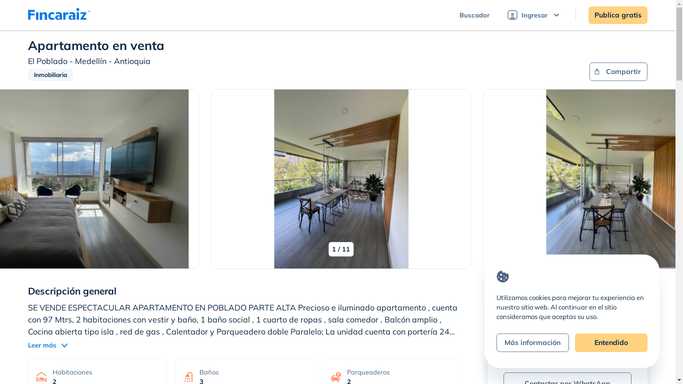 Fincaraiz
Buscador
Ingresar
Publica gratis
Apartamento en venta
El Poblado - Medellín - Antioquia
Inmobiliaria
Compartir
1 / 11
Descripción general
SE VENDE ESPECTACULAR APARTAMENTO EN POBLADO PARTE ALTA Precioso e iluminado apartamento , cuenta
con 97 Mtrs, 2 habitaciones con vestir y baño, 1 baño social , 1 cuarto de ropas , sala comedor , Balcón amplio ,
Cocina abierta tipo isla , red de gas , Calentador y Parqueadero doble Paralelo; La unidad cuenta con portería 24...
Leer más
Habitaciones
2
Baños
3
Parqueaderos
2
Utilizamos cookies para mejorar tu experiencia en
nuestro sitio web. Al continuar en el sitio
consideramos que aceptas su uso.
Más información
Entendido
Contactar por WhatsApp